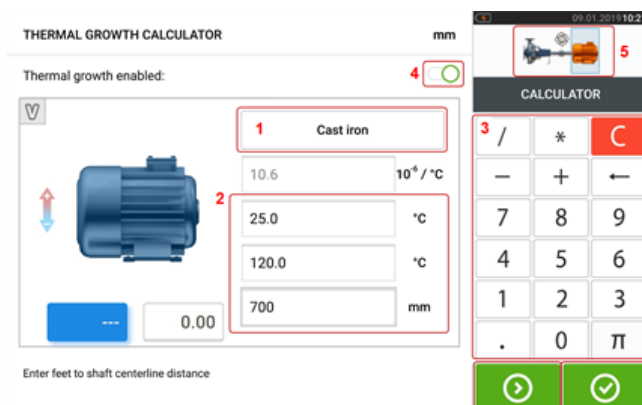 09.01.2019 10:2
THERMAL GROWTH CALCULATOR mm
5
Thermal growth enabled: 4
CALCULATOR
V
1 Cast iron
3 / * C
10.6 10⁻⁶ / °C
− + ←
2
25.0 °C
7 8 9
120.0 °C
4 5 6
700 mm
1 2 3
--- 0.00
. 0 π
Enter feet to shaft centerline distance